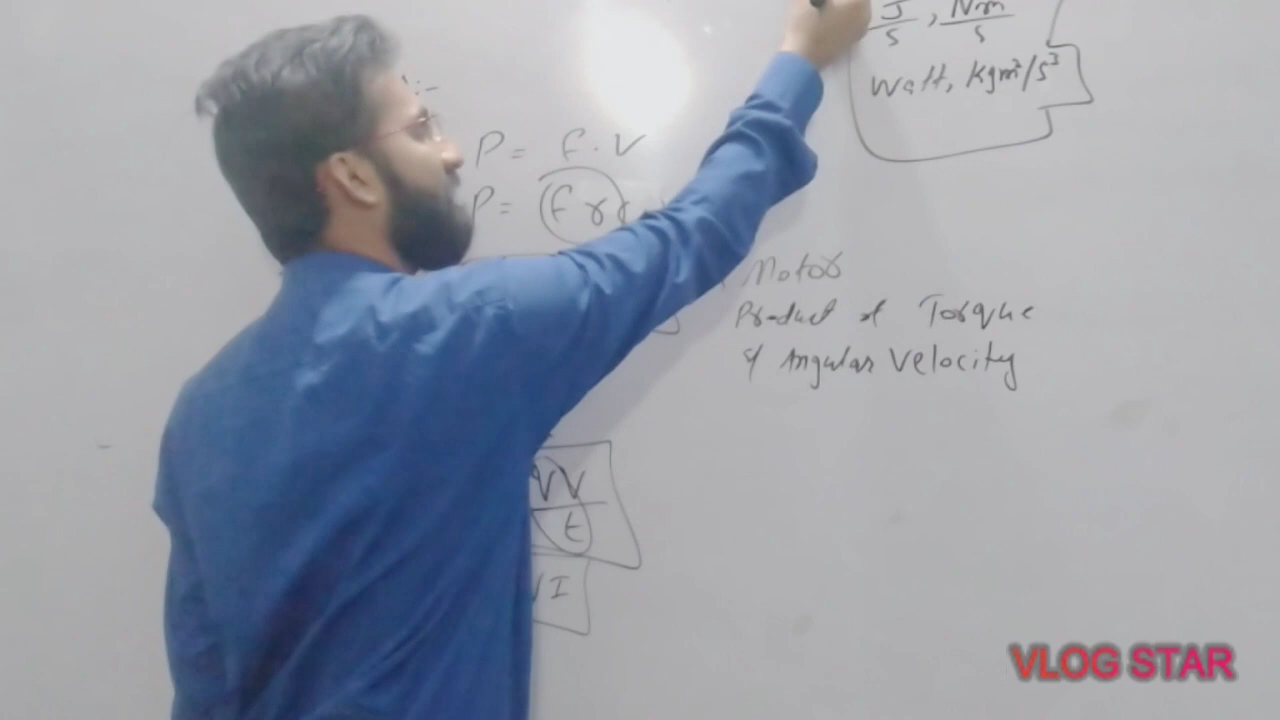 J/s, Nm/s
Watt, Kgm²/s³
P = F.V
P = (Fr
Motor
Product of Torque
& Angular Velocity
V
t
VI
VLOG STAR